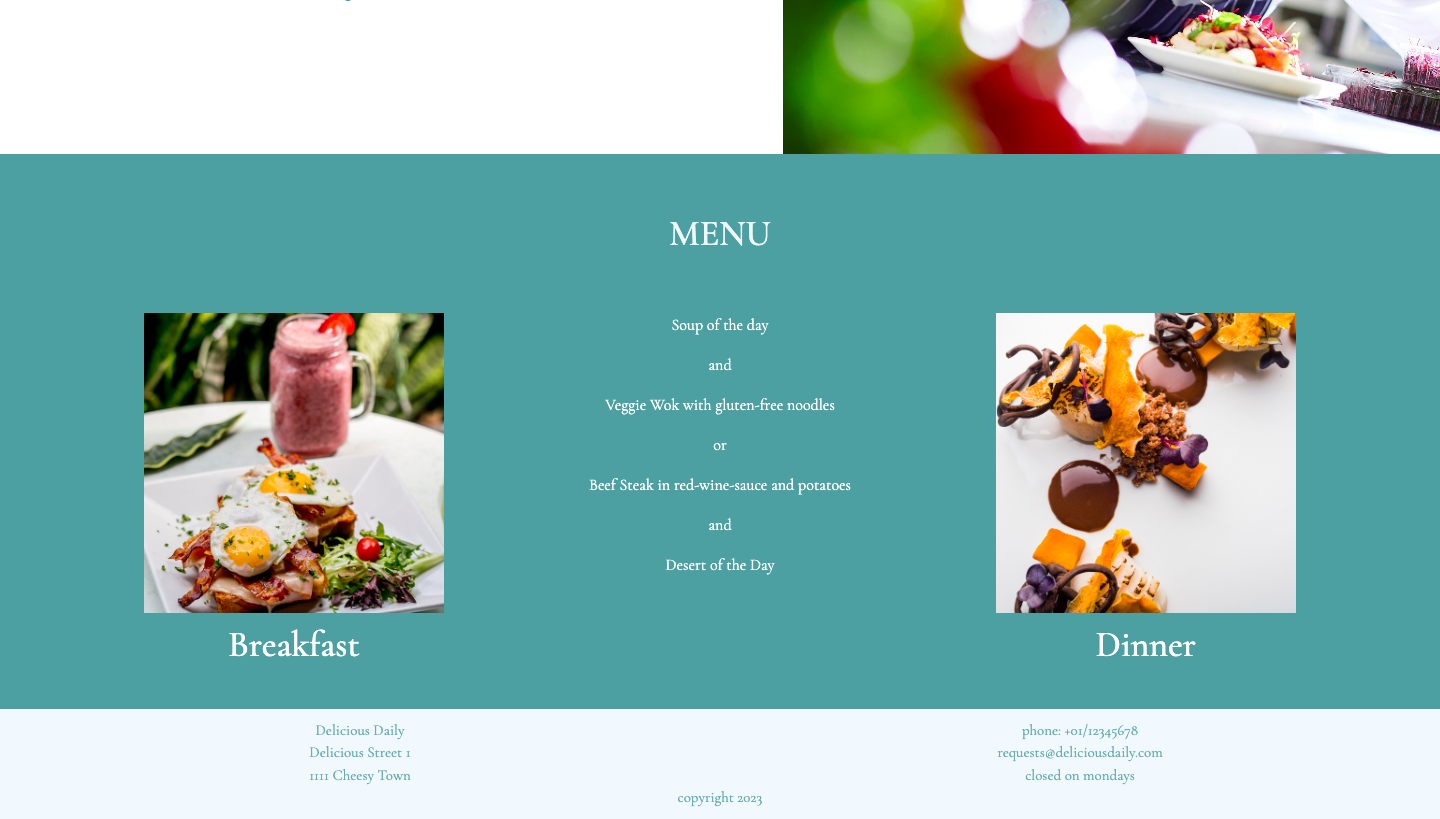 MENU
Soup of the day
and
Veggie Wok with gluten-free noodles
or
Beef Steak in red-wine-sauce and potatoes
and
Desert of the Day
Breakfast
Dinner
Delicious Daily
Delicious Street 1
1111 Cheesy Town
phone: +01/12345678
requests@deliciousdaily.com
closed on mondays
copyright 2023